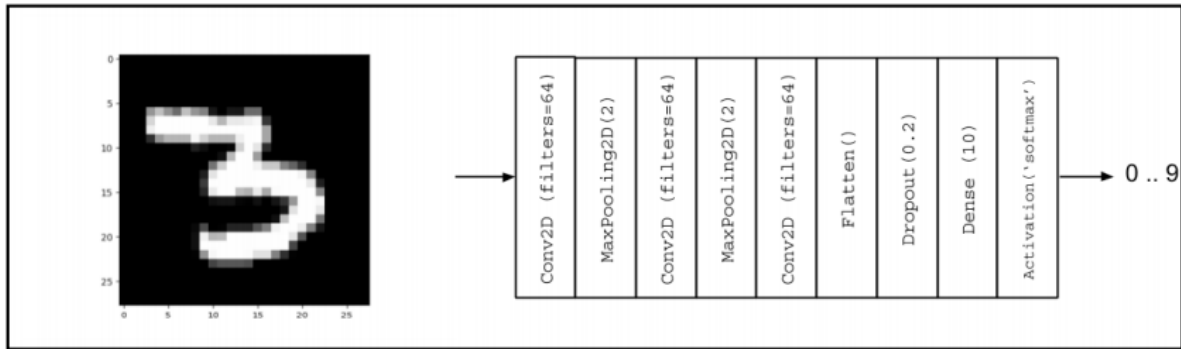 0
5
10
15
20
25
0
5
10
15
20
25
Conv2D (filters=64)
MaxPooling2D(2)
Conv2D (filters=64)
MaxPooling2D(2)
Conv2D (filters=64)
Flatten()
Dropout(0.2)
Dense (10)
Activation(‘softmax’)
0 .. 9